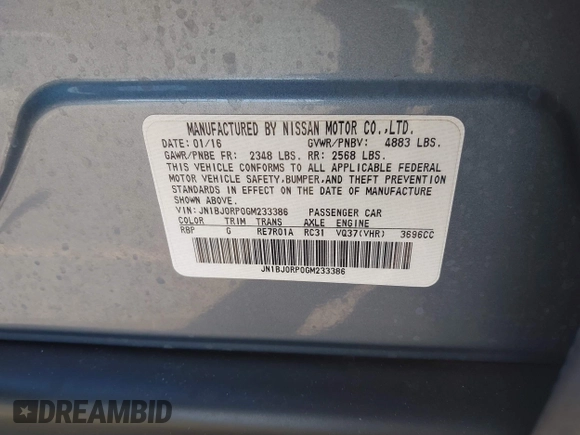 MANUFACTURED BY NISSAN MOTOR CO.,LTD.
DATE: 01/16 GVWR/PNBV: 4883 LBS.
GAWR/PNBE FR: 2348 LBS. RR: 2568 LBS.
THIS VEHICLE CONFORMS TO ALL APPLICABLE FEDERAL
MOTOR VEHICLE SAFETY,BUMPER,AND THEFT PREVENTION
STANDARDS IN EFFECT ON THE DATE OF MANUFACTURE
SHOWN ABOVE.
VIN: JN1BJ0RP0GM233386 PASSENGER CAR
COLOR TRIM TRANS AXLE ENGINE
RBP G RE7R01A RC31 VQ37(VHR) 3696CC
JN1BJ0RP0GM233386
DREAMBID